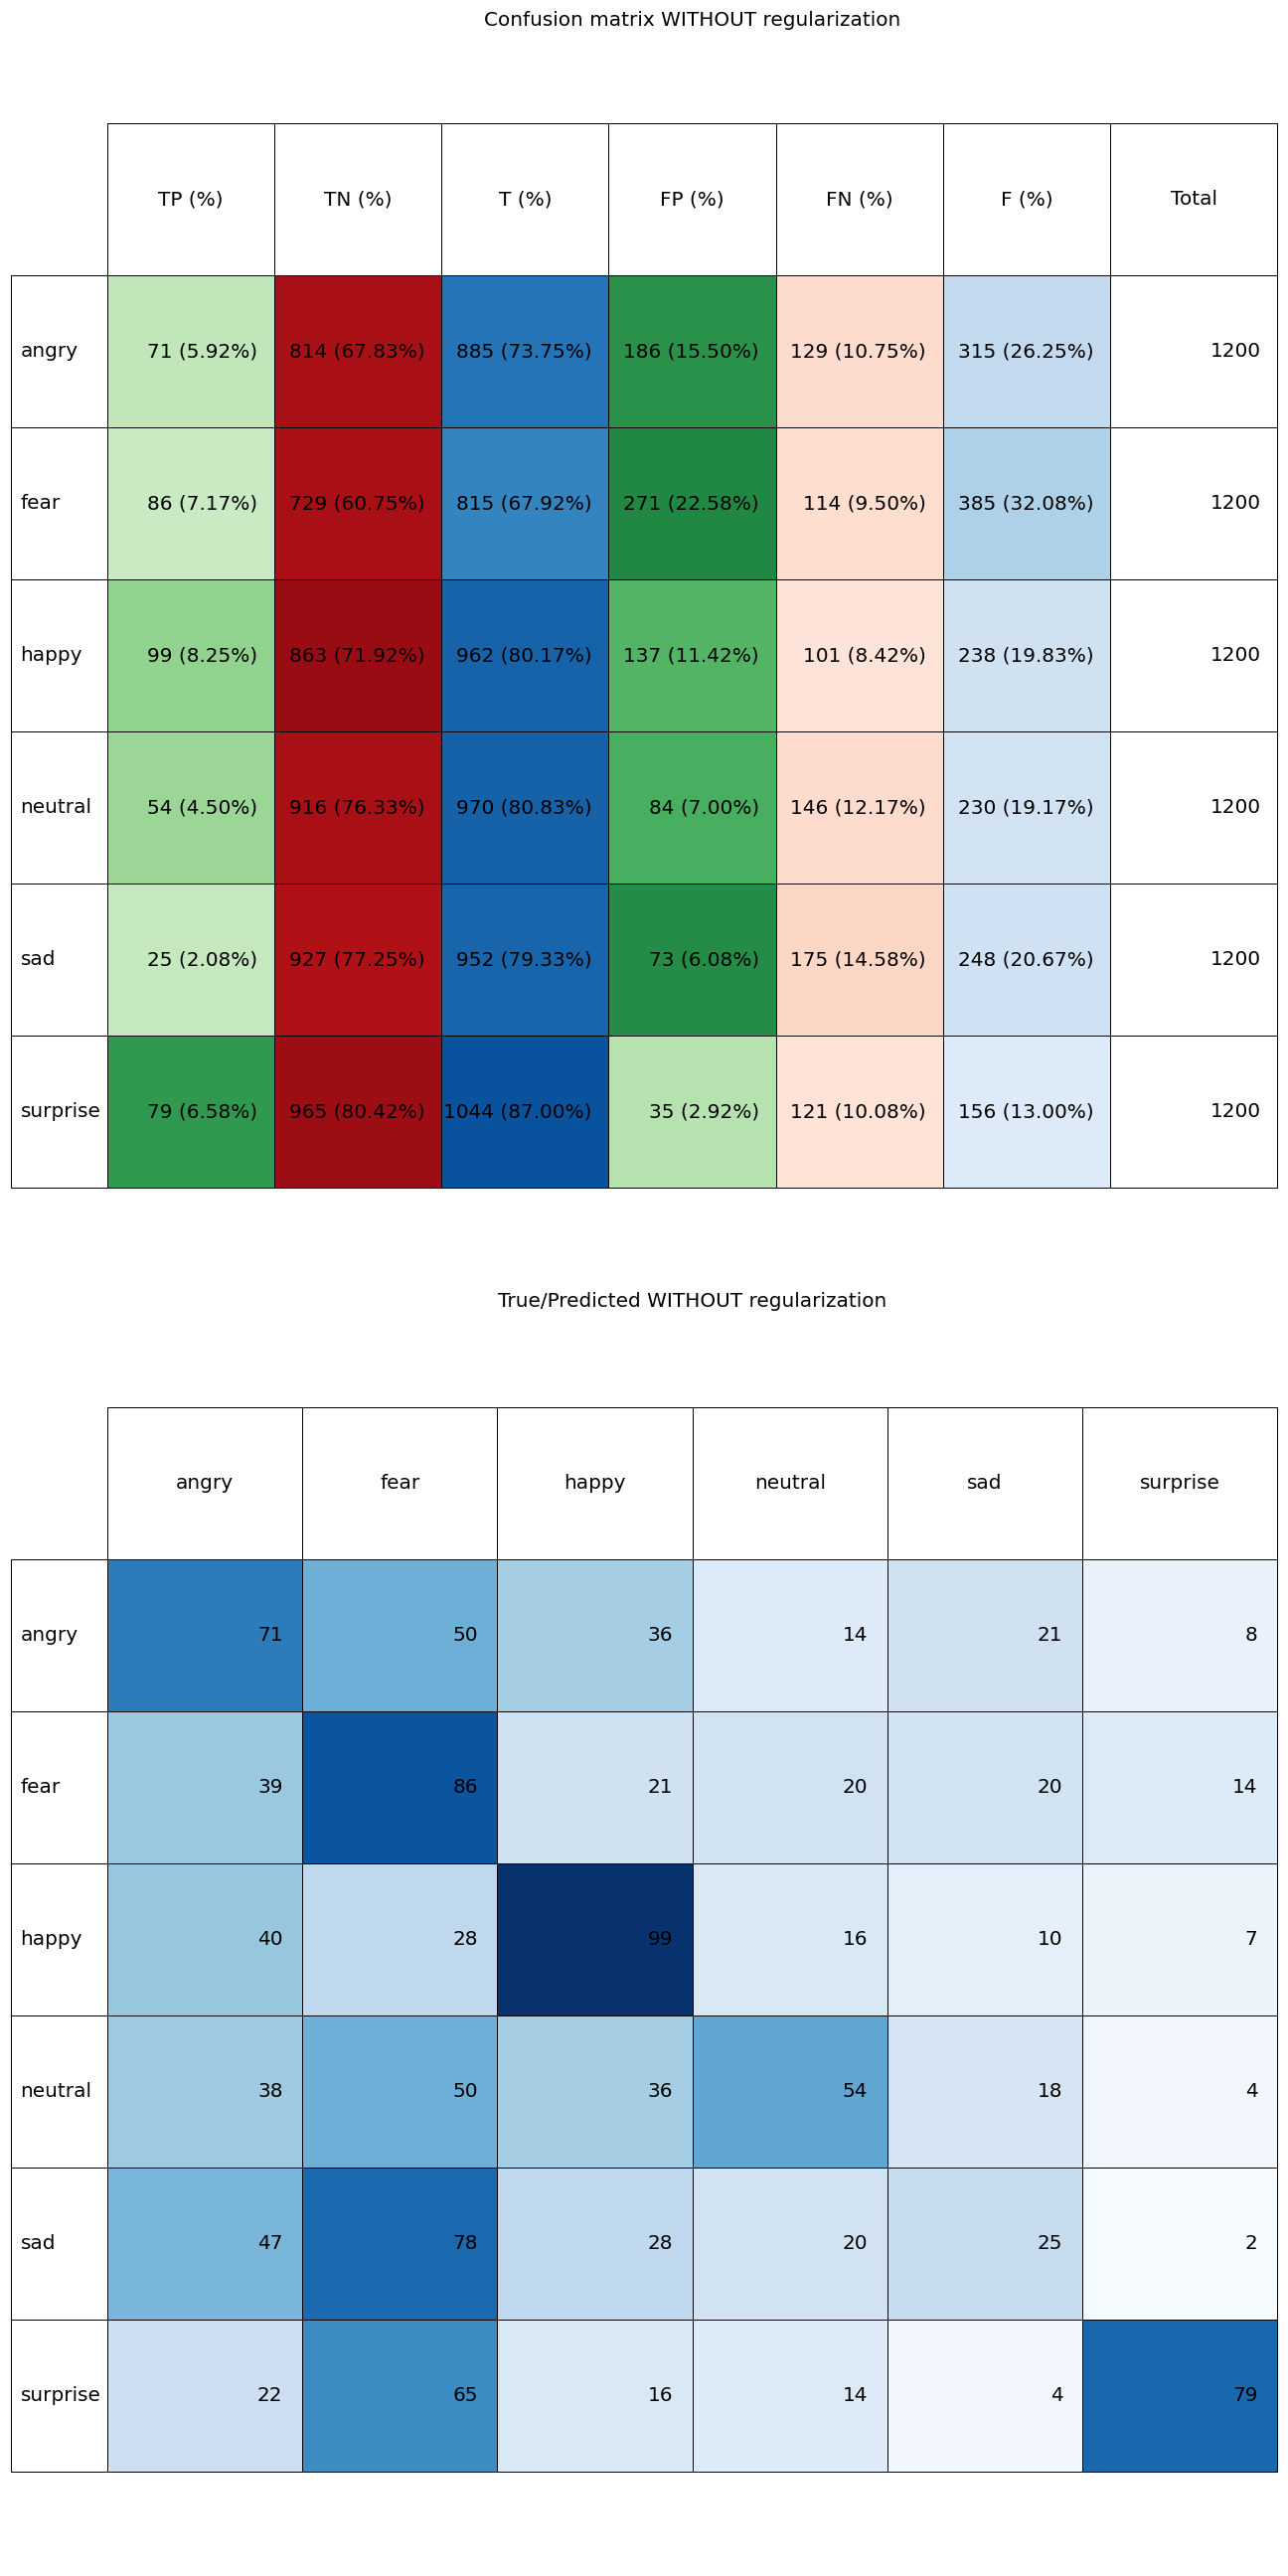 Confusion matrix WITHOUT regularization
TP (%) TN (%) T (%) FP (%) FN (%) F (%) Total
angry 71 (5.92%) 814 (67.83%) 885 (73.75%) 186 (15.50%) 129 (10.75%) 315 (26.25%) 1200
fear 86 (7.17%) 729 (60.75%) 815 (67.92%) 271 (22.58%) 114 (9.50%) 385 (32.08%) 1200
happy 99 (8.25%) 863 (71.92%) 962 (80.17%) 137 (11.42%) 101 (8.42%) 238 (19.83%) 1200
neutral 54 (4.50%) 916 (76.33%) 970 (80.83%) 84 (7.00%) 146 (12.17%) 230 (19.17%) 1200
sad 25 (2.08%) 927 (77.25%) 952 (79.33%) 73 (6.08%) 175 (14.58%) 248 (20.67%) 1200
surprise 79 (6.58%) 965 (80.42%) 1044 (87.00%) 35 (2.92%) 121 (10.08%) 156 (13.00%) 1200
True/Predicted WITHOUT regularization
angry fear happy neutral sad surprise
angry 71 50 36 14 21 8
fear 39 86 21 20 20 14
happy 40 28 99 16 10 7
neutral 38 50 36 54 18 4
sad 47 78 28 20 25 2
surprise 22 65 16 14 4 79